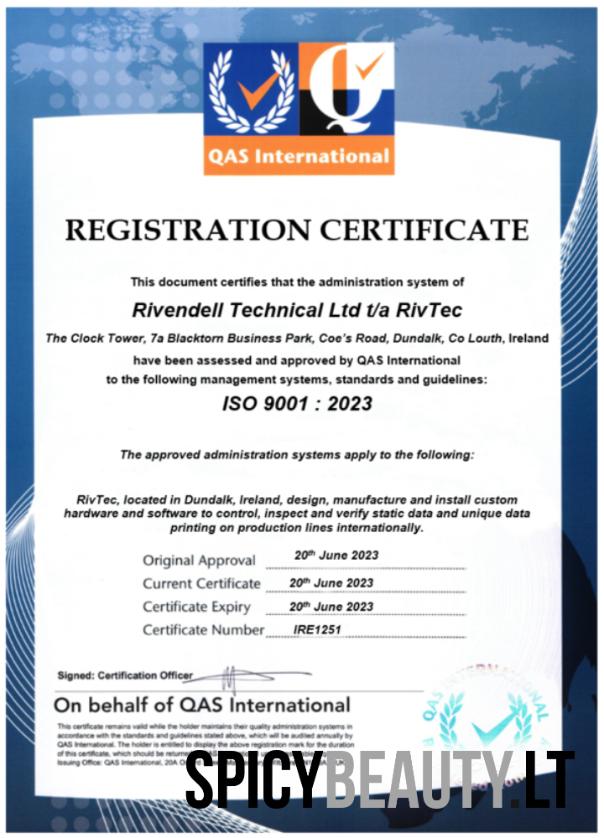 QAS International
REGISTRATION CERTIFICATE
This document certifies that the administration system of
Rivendell Technical Ltd t/a RivTec
The Clock Tower, 7a Blacktorn Business Park, Coe's Road, Dundalk, Co Louth, Ireland
have been assessed and approved by QAS International
to the following management systems, standards and guidelines:
ISO 9001 : 2023
The approved administration systems apply to the following:
RivTec, located in Dundalk, Ireland, design, manufacture and install custom
hardware and software to control, inspect and verify static data and unique data
printing on production lines internationally.
Original Approval 20th June 2023
Current Certificate 20th June 2023
Certificate Expiry 20th June 2023
Certificate Number IRE1251
Signed: Certification Officer
On behalf of QAS International
This certificate remains valid while the holder maintains their quality administration systems in
accordance with the standards and guidelines stated above, which will be audited annually by
QAS International. The holder is entitled to display the above registration mark for the duration
of this certificate, which should be returned
Issuing Office: QAS International, 20A
QAS INTERNATIONAL
SPICYBEAUTY.LT